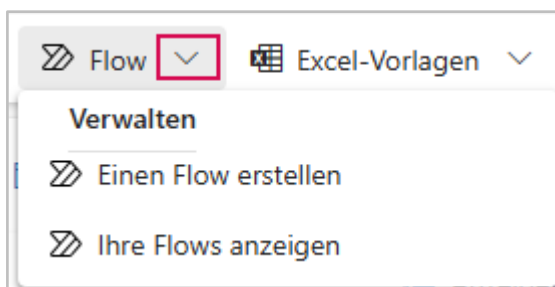 Flow Excel-Vorlagen
Verwalten
Einen Flow erstellen
Ihre Flows anzeigen